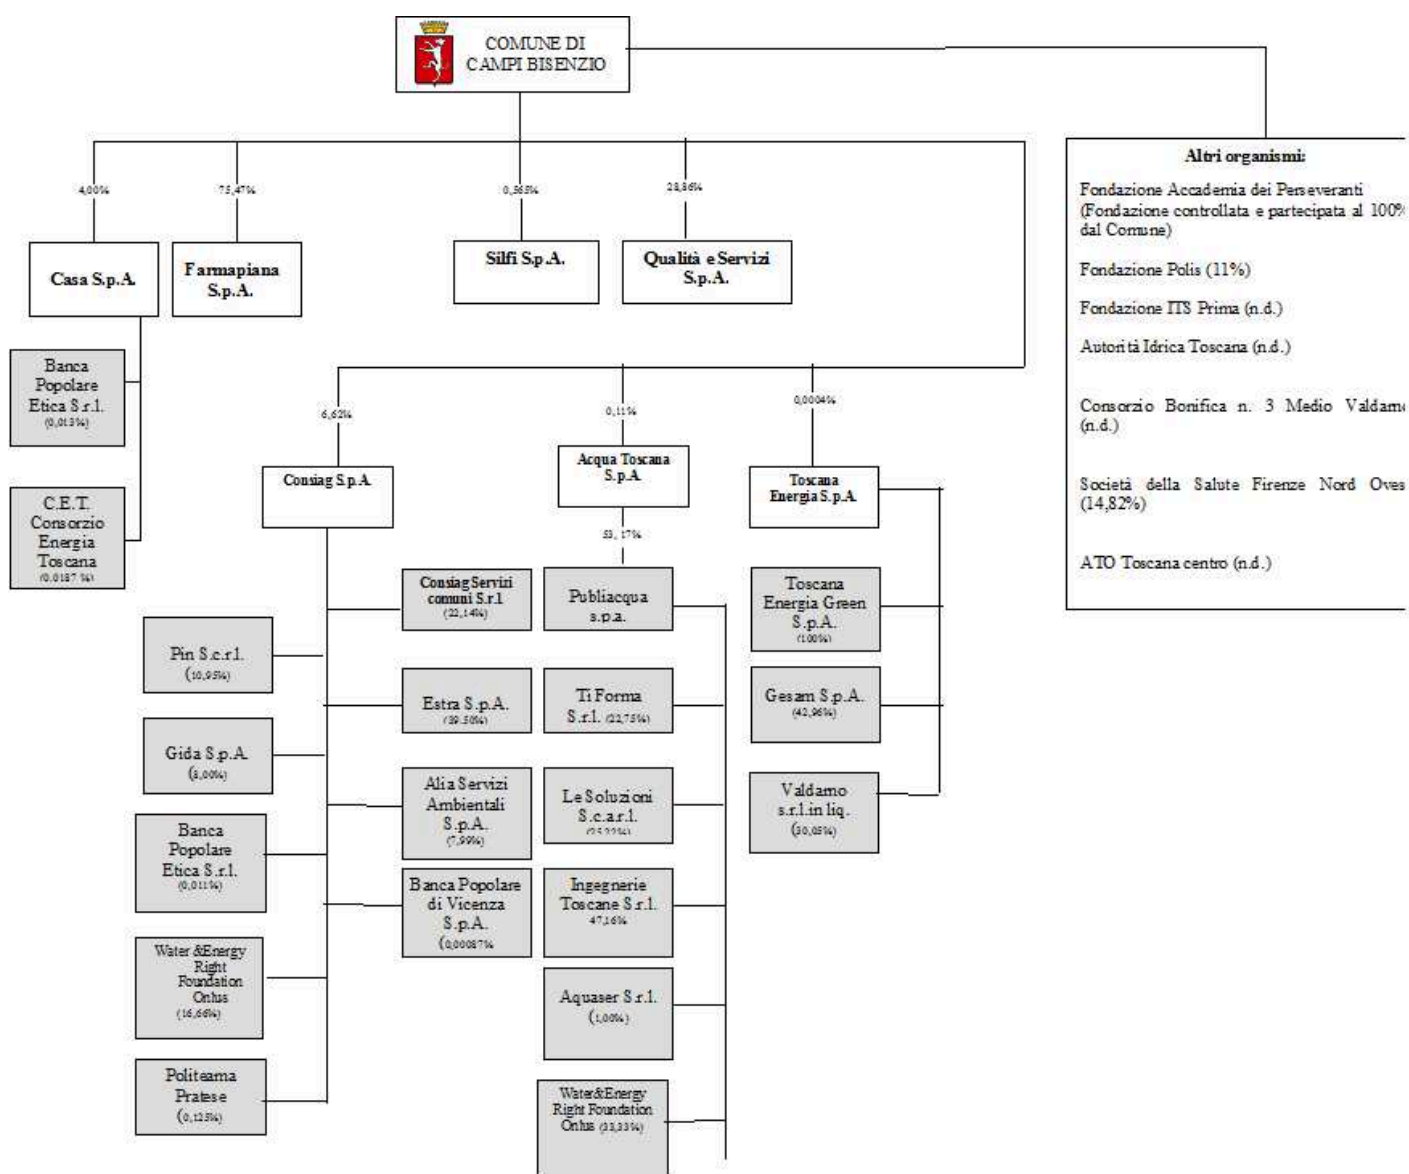 COMUNE DI
CAMPI BISENZIO
4,00%
75,47%
0,565%
28,86%
Casa S.p.A.
Farmapiana
S.p.A.
Silfi S.p.A.
Qualità e Servizi
S.p.A.
Banca
Popolare
Etica S.r.l.
(0,013%)
C.E.T.
Consorzio
Energia
Toscana
(0,0187 %)
6,62%
0,11%
0,0004%
Consiag S.p.A.
Acqua Toscana
S.p.A.
Toscana
Energia S.p.A.
53,17%
Pin S.c.r.l.
(10,95%)
Gida S.p.A.
(8,00%)
Banca
Popolare
Etica S.r.l.
(0,011%)
Water &Energy
Right
Foundation
Onlus
(16,66%)
Politeama
Pratese
(0,125%)
Consiag Servizi
comuni S.r.l.
(22,14%)
Estra S.p.A.
(39.50%)
Alia Servizi
Ambientali
S.p.A.
(7,99%)
Banca Popolare
di Vicenza
S.p.A.
(0,00087%
Publiacqua
s.p.a.
Ti Forma
S.r.l. (22,75%)
Le Soluzioni
S.c.a.r.l.
(25,22%)
Ingegnerie
Toscane S.r.l.
47,16%
Aquaser S.r.l.
(1,00%)
Water&Energy
Right Foundation
Onlus (33,33%)
Toscana
Energia Green
S.p.A.
(100%)
Gesam S.p.A.
(42,96%)
Valdarno
s.r.l.in liq.
(30,05%)
Altri organismi:
Fondazione Accademia dei Perseveranti
(Fondazione controllata e partecipata al 100%
dal Comune)
Fondazione Polis (11%)
Fondazione ITS Prima (n.d.)
Autorità Idrica Toscana (n.d.)
Consorzio Bonifica n. 3 Medio Valdarno
(n.d.)
Società della Salute Firenze Nord Oves
(14,82%)
ATO Toscana centro (n.d.)